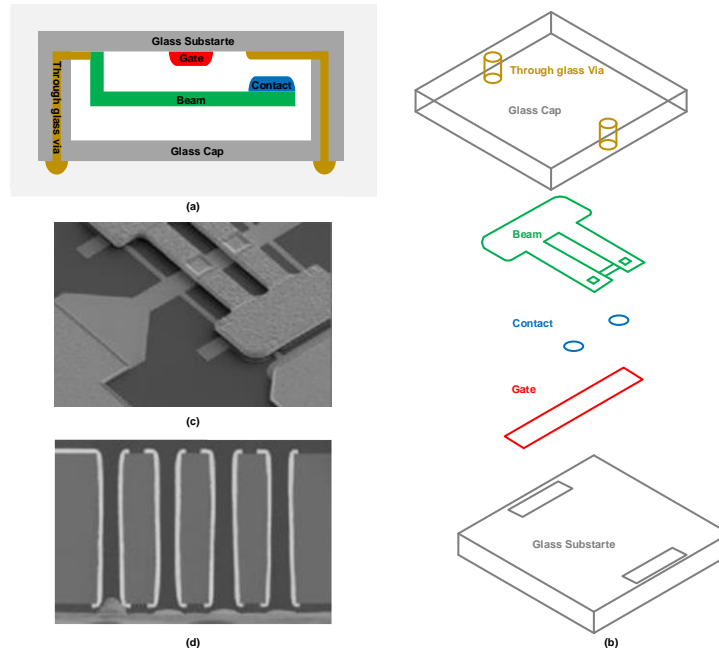 Glass Substarte
Gate
Contact
Beam
Through glass via
Glass Cap
(a)
Through glass Via
Glass Cap
Beam
Contact
Gate
Glass Substarte
(b)
(c)
(d)